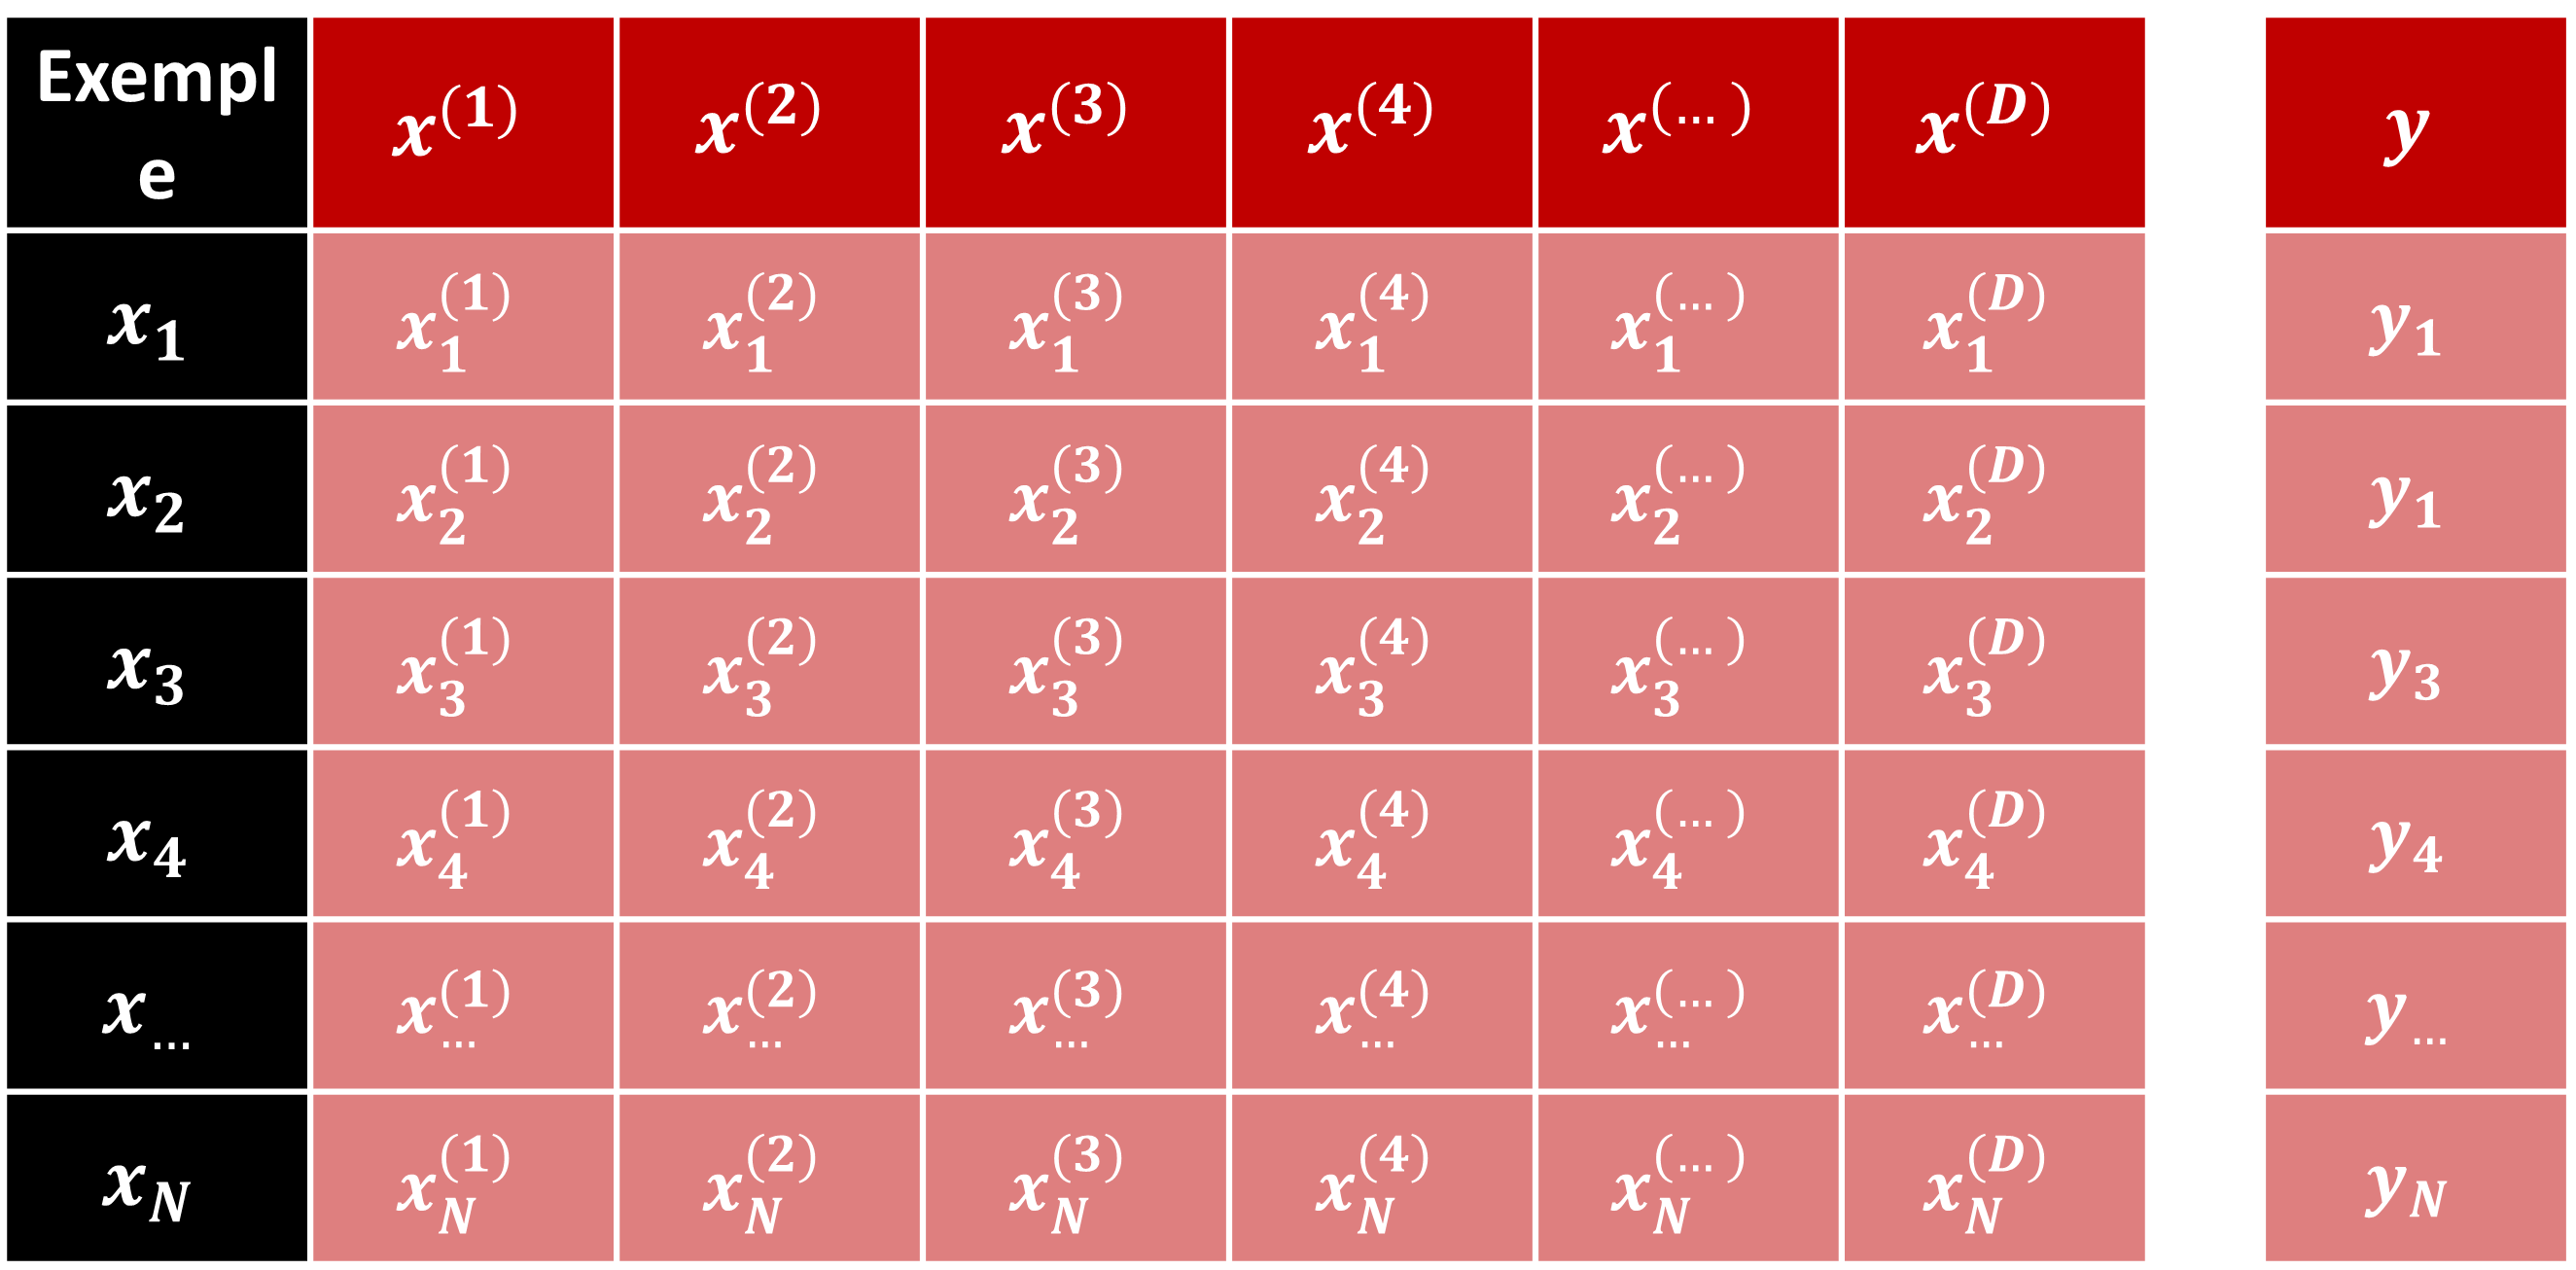 Exempl
e x^{(1)} x^{(2)} x^{(3)} x^{(4)} x^{(...)} x^{(D)} y
x_1 x_1^{(1)} x_1^{(2)} x_1^{(3)} x_1^{(4)} x_1^{(...)} x_1^{(D)} y_1
x_2 x_2^{(1)} x_2^{(2)} x_2^{(3)} x_2^{(4)} x_2^{(...)} x_2^{(D)} y_1
x_3 x_3^{(1)} x_3^{(2)} x_3^{(3)} x_3^{(4)} x_3^{(...)} x_3^{(D)} y_3
x_4 x_4^{(1)} x_4^{(2)} x_4^{(3)} x_4^{(4)} x_4^{(...)} x_4^{(D)} y_4
x_{...} x_{...}^{(1)} x_{...}^{(2)} x_{...}^{(3)} x_{...}^{(4)} x_{...}^{(...)} x_{...}^{(D)} y_{...}
x_N x_N^{(1)} x_N^{(2)} x_N^{(3)} x_N^{(4)} x_N^{(...)} x_N^{(D)} y_N